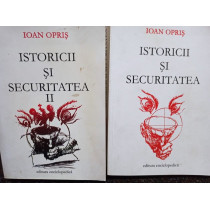 IOAN OPRIȘ
ISTORICII
ȘI
SECURITATEA
II
editura enciclopedică
IOAN OPRIȘ
ISTORICII
ȘI
SECURITATEA
editura enciclopedică